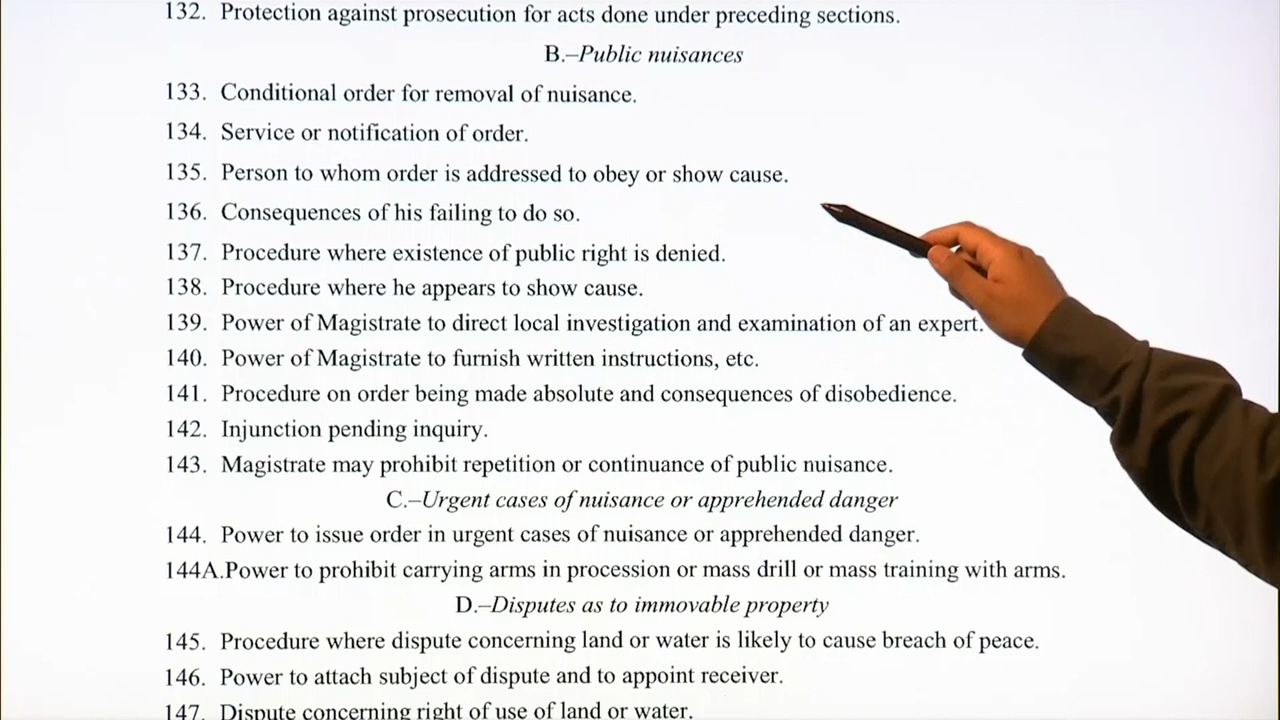 132. Protection against prosecution for acts done under preceding sections.
B.–Public nuisances
133. Conditional order for removal of nuisance.
134. Service or notification of order.
135. Person to whom order is addressed to obey or show cause.
136. Consequences of his failing to do so.
137. Procedure where existence of public right is denied.
138. Procedure where he appears to show cause.
139. Power of Magistrate to direct local investigation and examination of an expert.
140. Power of Magistrate to furnish written instructions, etc.
141. Procedure on order being made absolute and consequences of disobedience.
142. Injunction pending inquiry.
143. Magistrate may prohibit repetition or continuance of public nuisance.
C.–Urgent cases of nuisance or apprehended danger
144. Power to issue order in urgent cases of nuisance or apprehended danger.
144A.Power to prohibit carrying arms in procession or mass drill or mass training with arms.
D.–Disputes as to immovable property
145. Procedure where dispute concerning land or water is likely to cause breach of peace.
146. Power to attach subject of dispute and to appoint receiver.
147. Dispute concerning right of use of land or water.